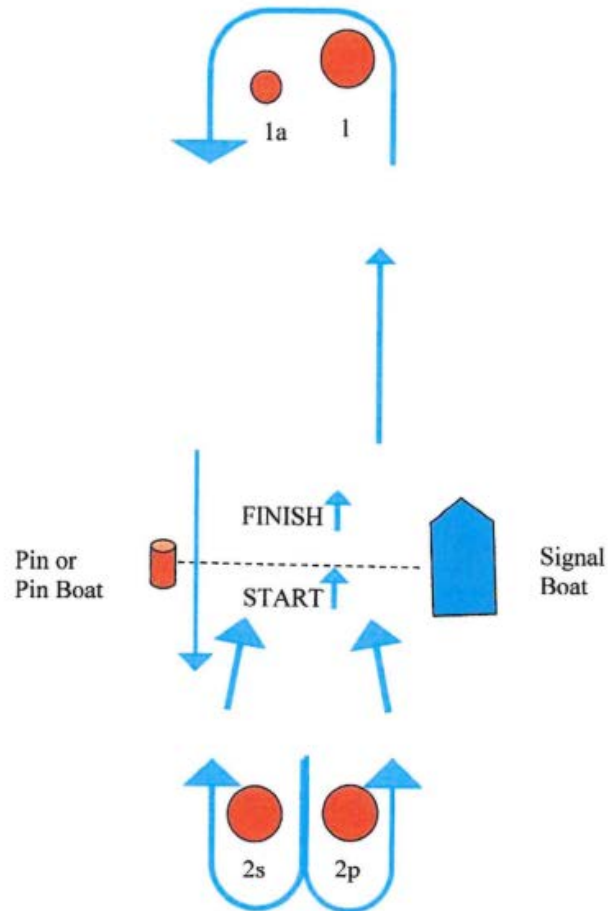 1a
1
FINISH
Pin or
Pin Boat
START
Signal
Boat
2s
2p